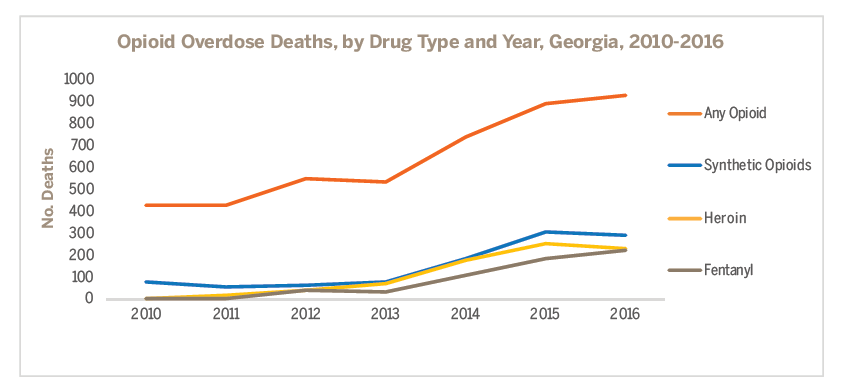 Opioid Overdose Deaths, by Drug Type and Year, Georgia, 2010-2016
No. Deaths
1000
900
800
700
600
500
400
300
200
100
0
2010 2011 2012 2013 2014 2015 2016
Any Opioid
Synthetic Opioids
Heroin
Fentanyl